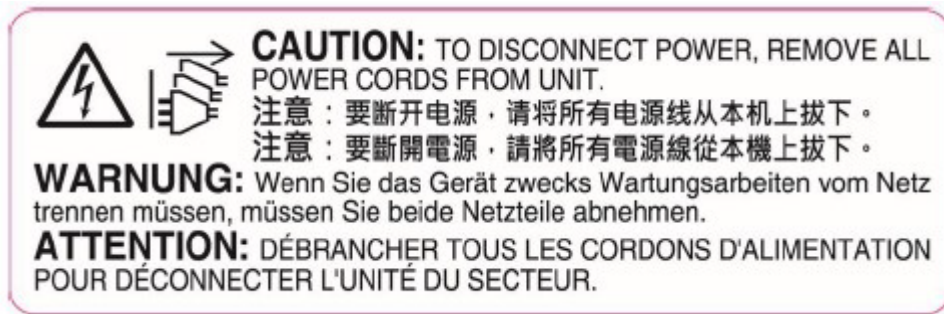 CAUTION: TO DISCONNECT POWER, REMOVE ALL
POWER CORDS FROM UNIT.
注意：要断开电源，请将所有电源线从本机上拔下。
注意：要斷開電源，請將所有電源線從本機上拔下。
WARNUNG: Wenn Sie das Gerät zwecks Wartungsarbeiten vom Netz
trennen müssen, müssen Sie beide Netzteile abnehmen.
ATTENTION: DÉBRANCHER TOUS LES CORDONS D'ALIMENTATION
POUR DÉCONNECTER L'UNITÉ DU SECTEUR.